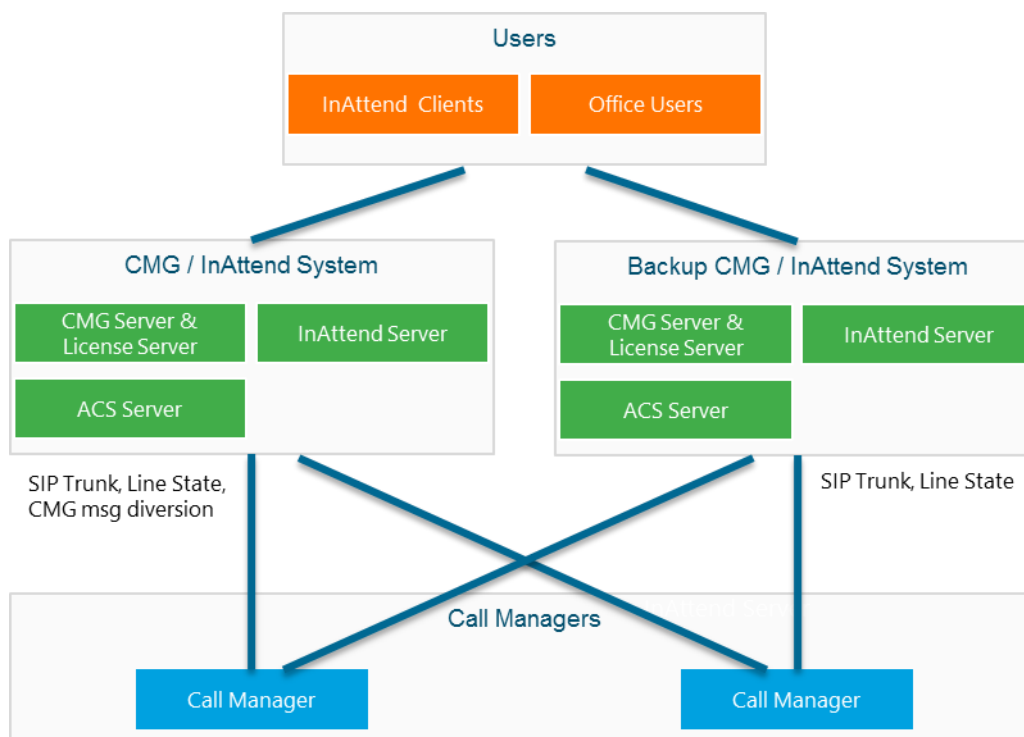 Users
InAttend Clients
Office Users
CMG / InAttend System
CMG Server &
License Server
InAttend Server
ACS Server
Backup CMG / InAttend System
CMG Server &
License Server
InAttend Server
ACS Server
SIP Trunk, Line State,
CMG msg diversion
SIP Trunk, Line State
Call Managers
Call Manager
Call Manager